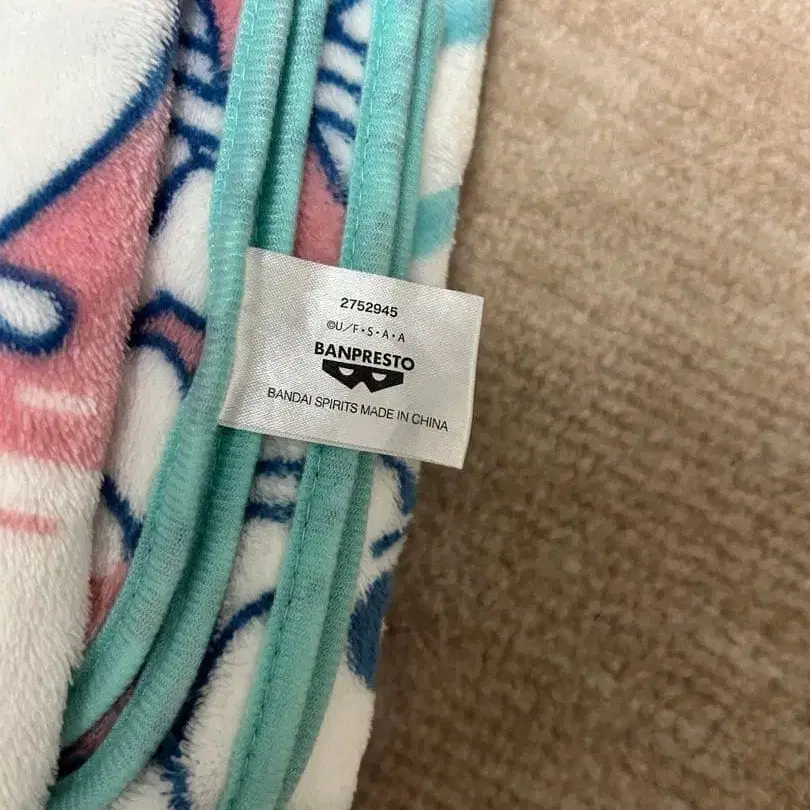 2752945
©U/F・S・A・A
BANPRESTO
BANDAI SPIRITS MADE IN CHINA